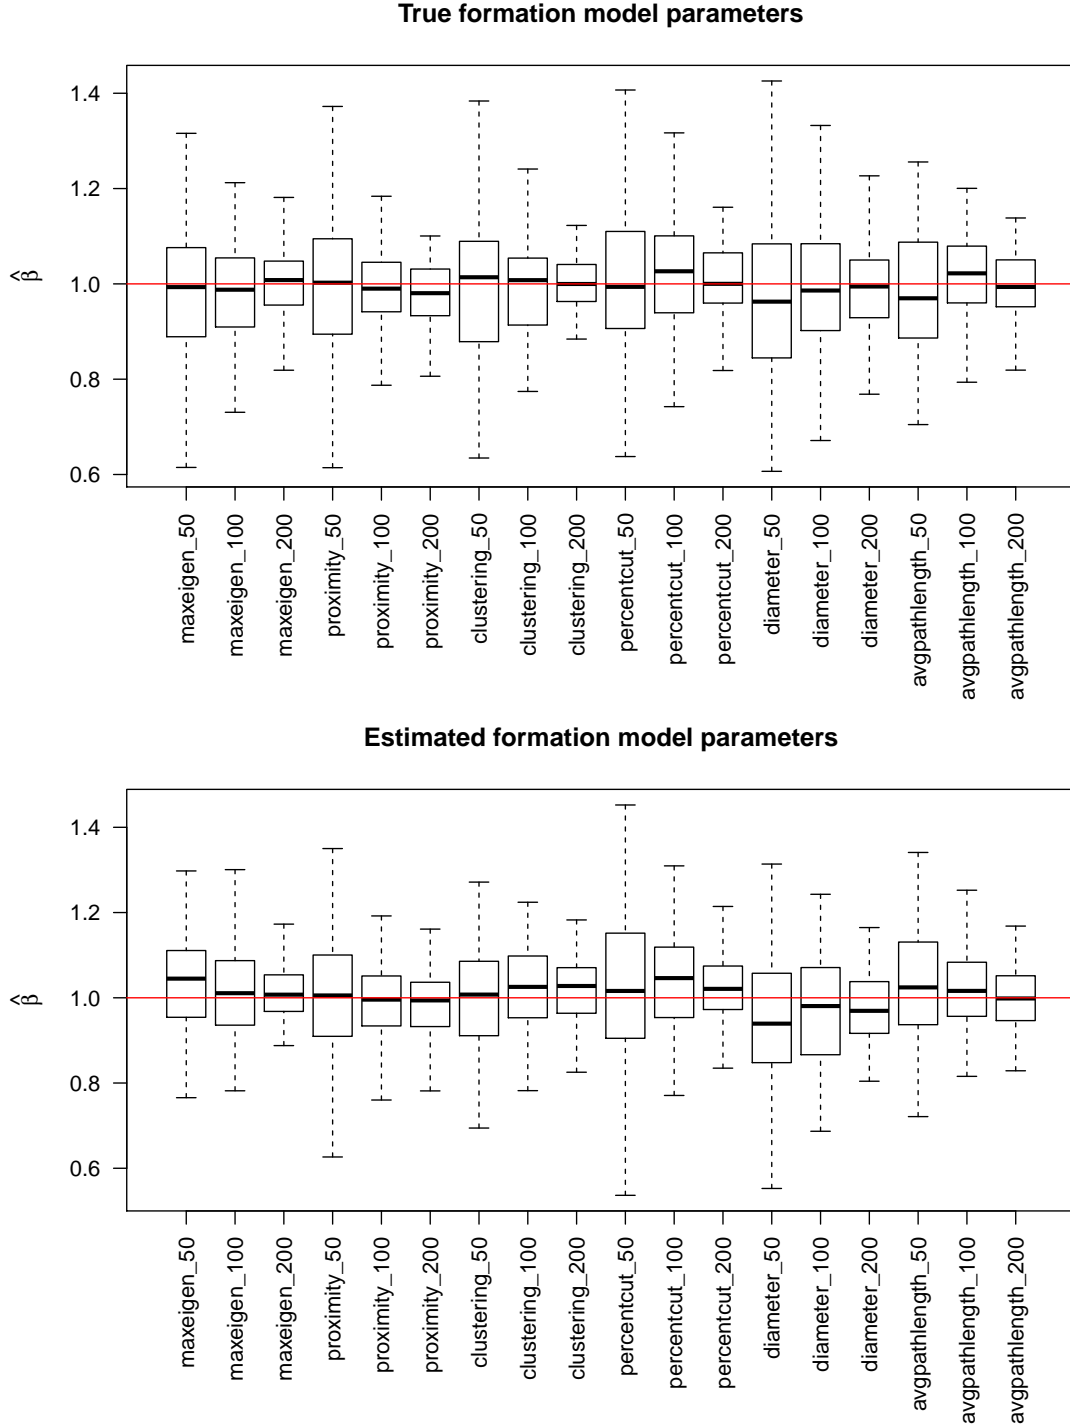 True formation model parameters
1.4
1.2
1.0
0.8
0.6
β̂
maxeigen_50
maxeigen_100
maxeigen_200
proximity_50
proximity_100
proximity_200
clustering_50
clustering_100
clustering_200
percentcut_50
percentcut_100
percentcut_200
diameter_50
diameter_100
diameter_200
avgpathlength_50
avgpathlength_100
avgpathlength_200
Estimated formation model parameters
1.4
1.2
1.0
0.8
0.6
β̂
maxeigen_50
maxeigen_100
maxeigen_200
proximity_50
proximity_100
proximity_200
clustering_50
clustering_100
clustering_200
percentcut_50
percentcut_100
percentcut_200
diameter_50
diameter_100
diameter_200
avgpathlength_50
avgpathlength_100
avgpathlength_200